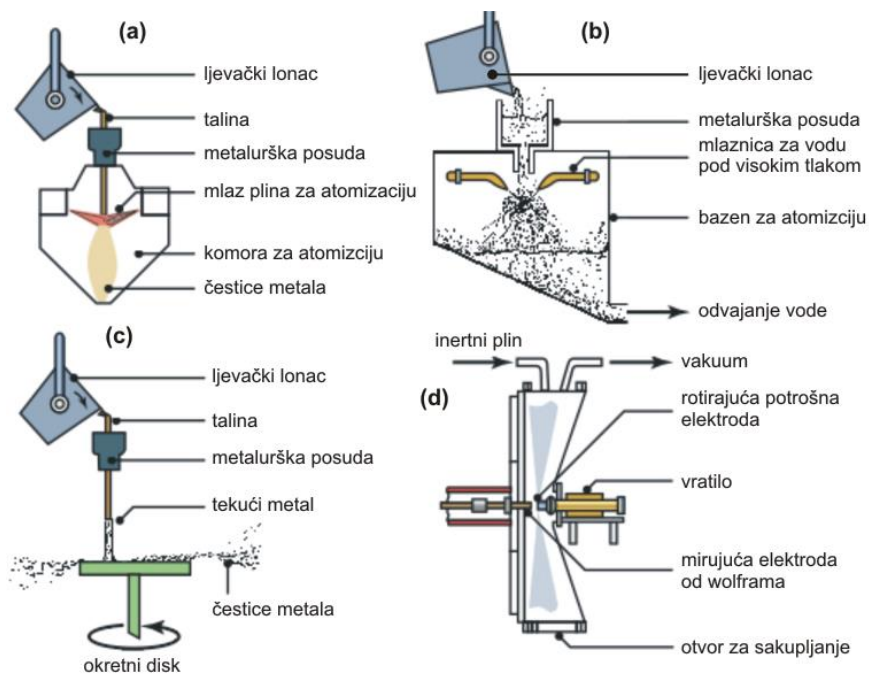 (a)
ljevački lonac
talina
metalurška posuda
mlaz plina za atomizaciju
komora za atomizciju
čestice metala
(b)
ljevački lonac
metalurška posuda
mlaznica za vodu
pod visokim tlakom
bazen za atomizciju
odvajanje vode
(c)
ljevački lonac
talina
metalurška posuda
tekući metal
čestice metala
okretni disk
inertni plin
vakuum
(d)
rotirajuća potrošna
elektroda
vratilo
mirujuća elektroda
od wolframa
otvor za sakupljanje